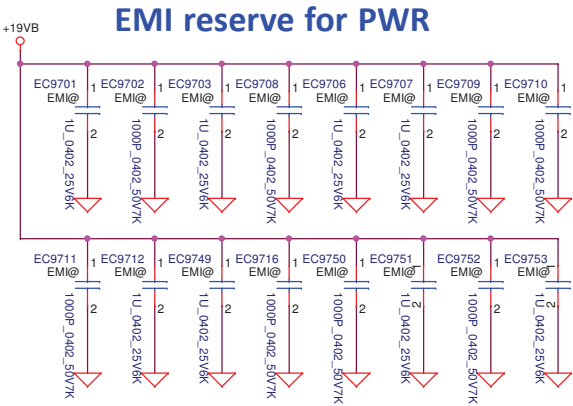 EMI reserve for PWR
+19VB
EC9701 EC9702 EC9703 EC9708 EC9706 EC9707 EC9709 EC9710
EMI@ EMI@ EMI@ EMI@ EMI@ EMI@ EMI@ EMI@
1 1 1 1 1 1 1 1
2 2 2 2 2 2 2 2
1U_0402_25V6K 1000P_0402_50V7K 1U_0402_25V6K 1000P_0402_50V7K 1U_0402_25V6K 1U_0402_25V6K 1000P_0402_50V7K 1000P_0402_50V7K
EC9711 EC9712 EC9749 EC9716 EC9750 EC9751 EC9752 EC9753
EMI@ EMI@ EMI@ EMI@ EMI@ EMI@ EMI@ EMI@
1 1 1 1 1 1 1 1
2 2 2 2 2 2 2 2
1000P_0402_50V7K 1U_0402_25V6K 1U_0402_25V6K 1000P_0402_50V7K 1000P_0402_50V7K 1U_0402_25V6K 1000P_0402_50V7K 1U_0402_25V6K